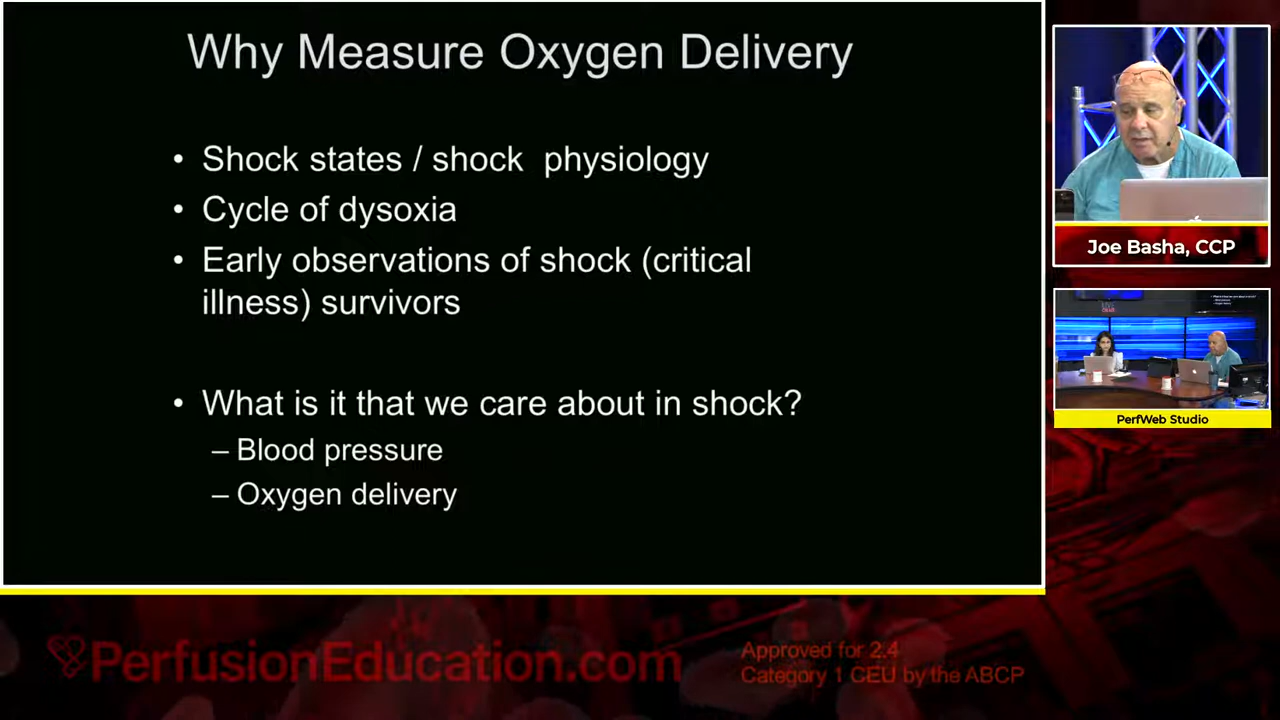 Why Measure Oxygen Delivery
• Shock states / shock physiology
• Cycle of dysoxia
• Early observations of shock (critical
illness) survivors
• What is it that we care about in shock?
– Blood pressure
– Oxygen delivery
Joe Basha, CCP
PerfWeb Studio
PerfusionEducation.com
Approved for 2.4
Category 1 CEU by the ABCP